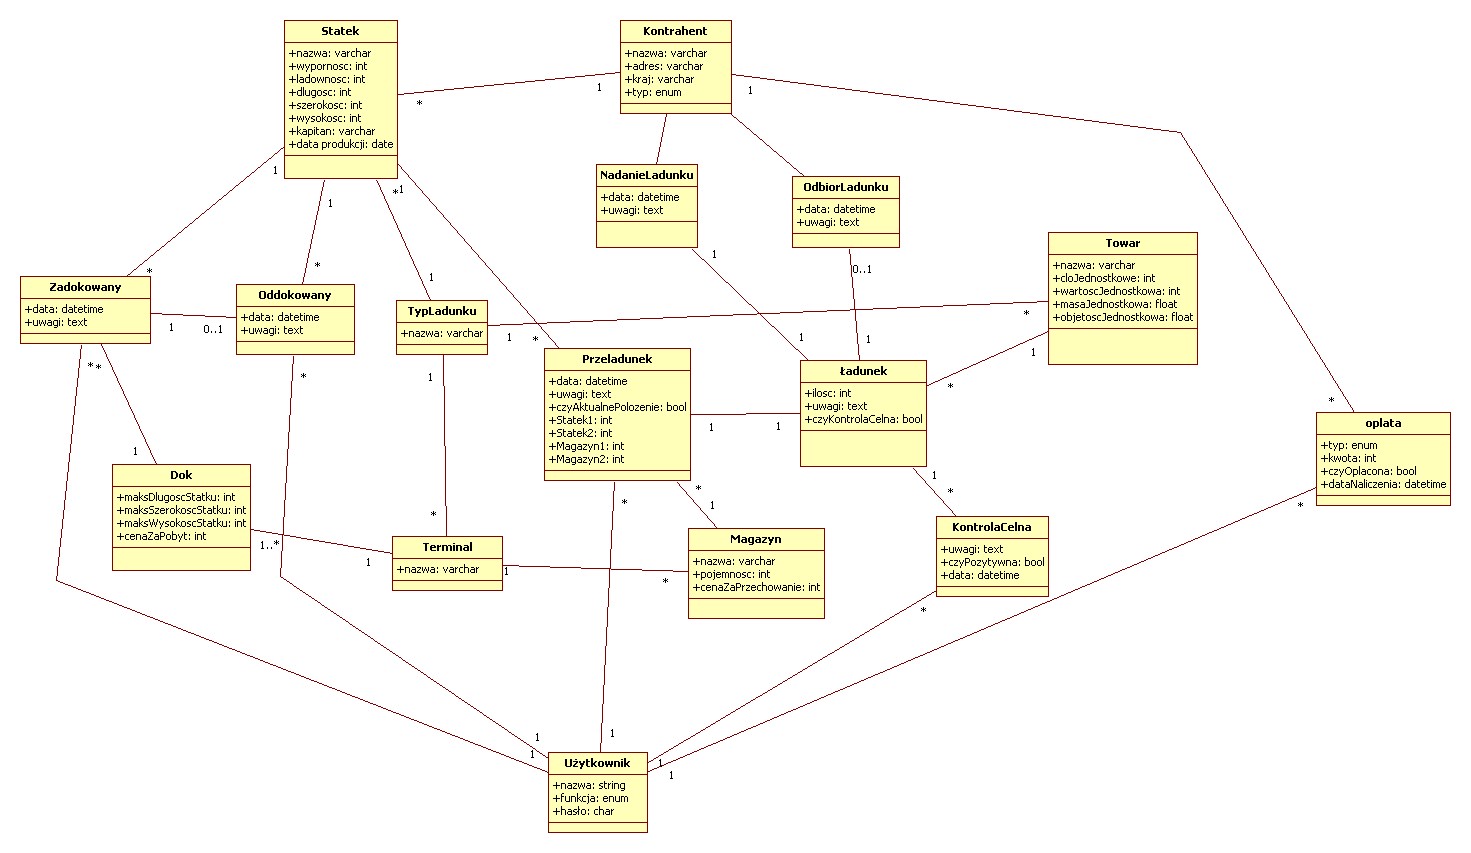 Statek
+nazwa: varchar
+wypornosc: int
+ladownosc: int
+dlugosc: int
+szerokosc: int
+wysokosc: int
+kapitan: varchar
+data produkcji: date
Kontrahent
+nazwa: varchar
+adres: varchar
+kraj: varchar
+typ: enum
*
1
1
NadanieLadunku
+data: datetime
+uwagi: text
OdbiorLadunku
+data: datetime
+uwagi: text
1
1
*
1
*
*
1
0..1
Towar
+nazwa: varchar
+cloJednostkowe: int
+wartoscJednostkowa: int
+masaJednostkowa: float
+objetoscJednostkowa: float
Zadokowany
+data: datetime
+uwagi: text
Oddokowany
+data: datetime
+uwagi: text
1
0..1
1
TypLadunku
+nazwa: varchar
1
*
*
1
1
1
*
Przeladunek
+data: datetime
+uwagi: text
+czyAktualnePolozenie: bool
+Statek1: int
+Statek2: int
+Magazyn1: int
+Magazyn2: int
Ładunek
+ilosc: int
+uwagi: text
+czyKontrolaCelna: bool
**
*
1
1
1
*
oplata
+typ: enum
+kwota: int
+czyOplacona: bool
+dataNaliczenia: datetime
*
1
Dok
+maksDlugoscStatku: int
+maksSzerokoscStatku: int
+maksWysokoscStatku: int
+cenaZaPobyt: int
1
*
*
*
1
*
1..*
1
*
Terminal
+nazwa: varchar
1
*
Magazyn
+nazwa: varchar
+pojemnosc: int
+cenaZaPrzechowanie: int
KontrolaCelna
+uwagi: text
+czyPozytywna: bool
+data: datetime
*
1
1
1
1
1
Użytkownik
+nazwa: string
+funkcja: enum
+hasło: char